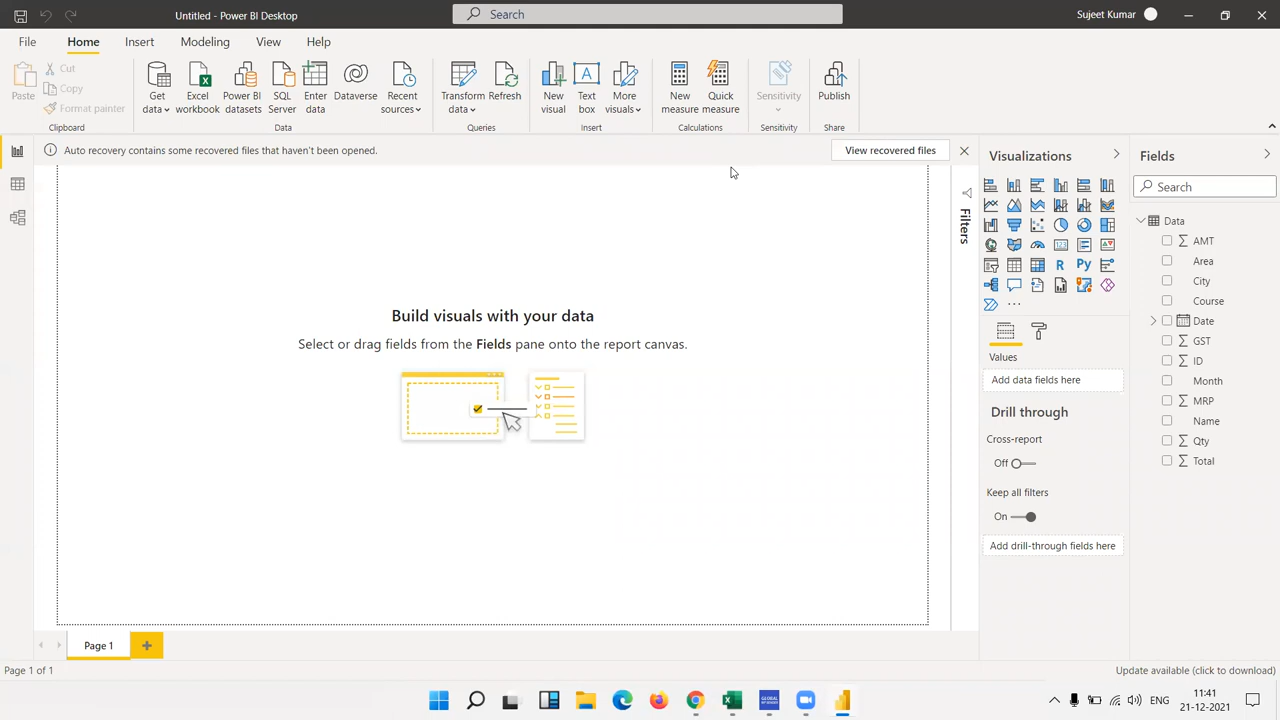 Untitled - Power BI Desktop
Search
Sujeet Kumar
File
Home
Insert
Modeling
View
Help
Paste
Cut
Copy
Format painter
Clipboard
Get data
Excel workbook
Power BI datasets
SQL Server
Enter data
Dataverse
Recent sources
Data
Transform data
Refresh
Queries
New visual
Text box
A
More visuals
Insert
New measure
Quick measure
Calculations
Sensitivity
Sensitivity
Publish
Share
Auto recovery contains some recovered files that haven't been opened.
View recovered files
Build visuals with your data
Select or drag fields from the Fields pane onto the report canvas.
Filters
Visualizations
R
Py
123
Values
Add data fields here
Drill through
Cross-report
Off
Keep all filters
On
Add drill-through fields here
Fields
Search
Data
AMT
Area
City
Course
Date
GST
ID
Month
MRP
Name
Qty
Total
Page 1
Page 1 of 1
Update available (click to download)
ENG
11:41
21-12-2021